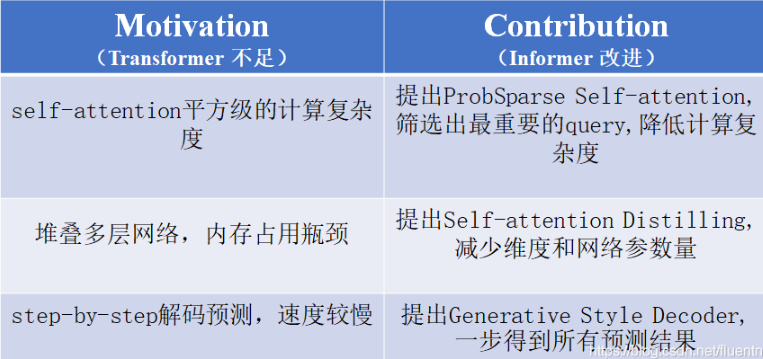 Motivation
（Transformer 不足）
Contribution
（Informer 改进）
self-attention平方级的计算复杂
度
提出ProbSparse Self-attention,
筛选出最重要的query,降低计算复
杂度
堆叠多层网络，内存占用瓶颈
提出Self-attention Distilling,
减少维度和网络参数量
step-by-step解码预测，速度较慢
提出Generative Style Decoder,
一步得到所有预测结果
https://blog.csdn.net/fluentn